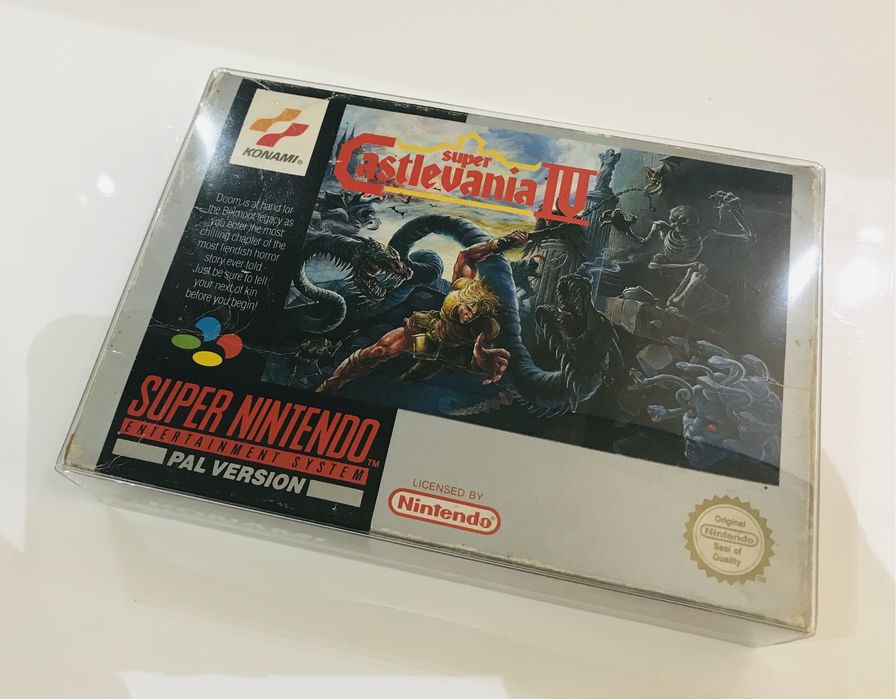 KONAMI®
Doom is at hand for
the Belmont legacy as
you enter the most
chilling chapter of the
most fiendish horror
story ever told
Just be sure to tell
your next of kin
before you begin!
super
Castlevania IV
SUPER NINTENDO
ENTERTAINMENT SYSTEM™
PAL VERSION
LICENSED BY
Nintendo®
Original
Nintendo
Seal of
Quality
™